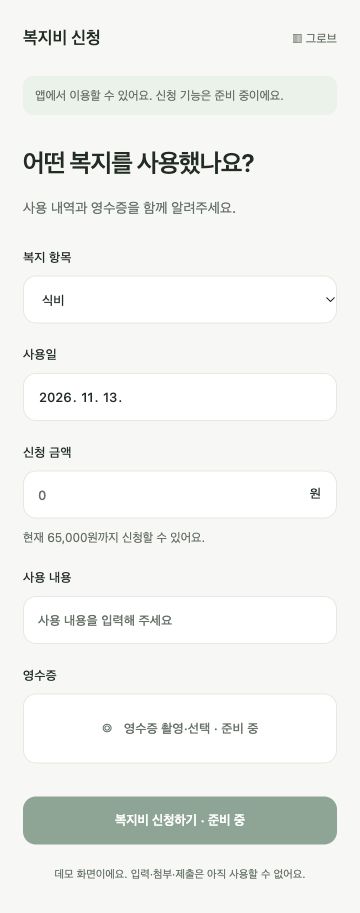 복지비 신청
▥ 그로브
앱에서 이용할 수 있어요. 신청 기능은 준비 중이에요.
어떤 복지를 사용했나요?
사용 내역과 영수증을 함께 알려주세요.
복지 항목
식비
사용일
2026. 11. 13.
신청 금액
0 원
현재 65,000원까지 신청할 수 있어요.
사용 내용
사용 내용을 입력해 주세요
영수증
◎ 영수증 촬영·선택 · 준비 중
복지비 신청하기 · 준비 중
데모 화면이에요. 입력·첨부·제출은 아직 사용할 수 없어요.